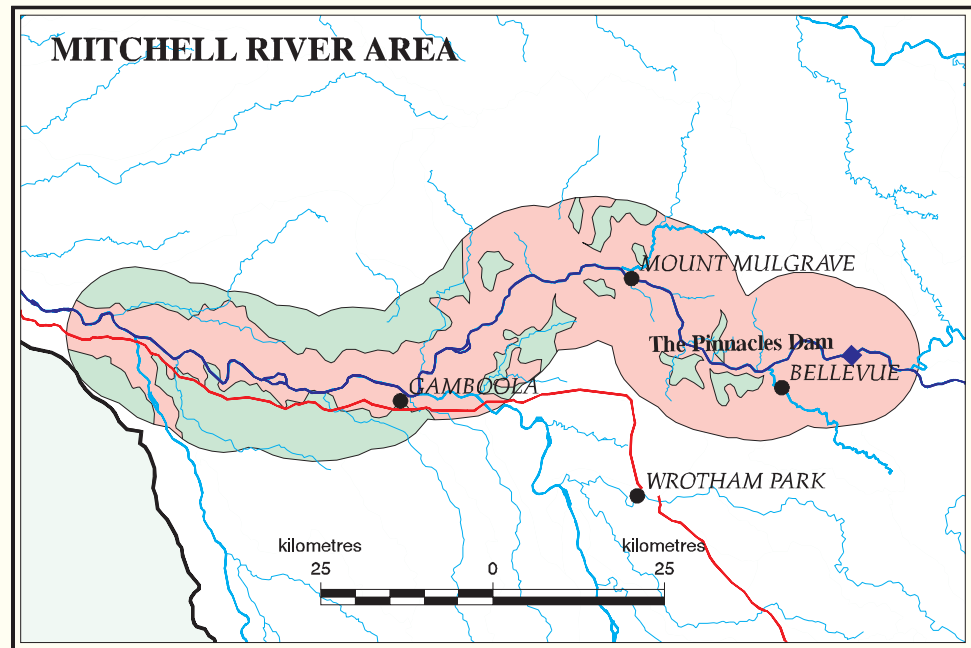 MITCHELL RIVER AREA
MOUNT MULGRAVE
The Pinnacles Dam
BELLEVUE
GAMBOOLA
WROTHAM PARK
kilometres kilometres
25 0 25